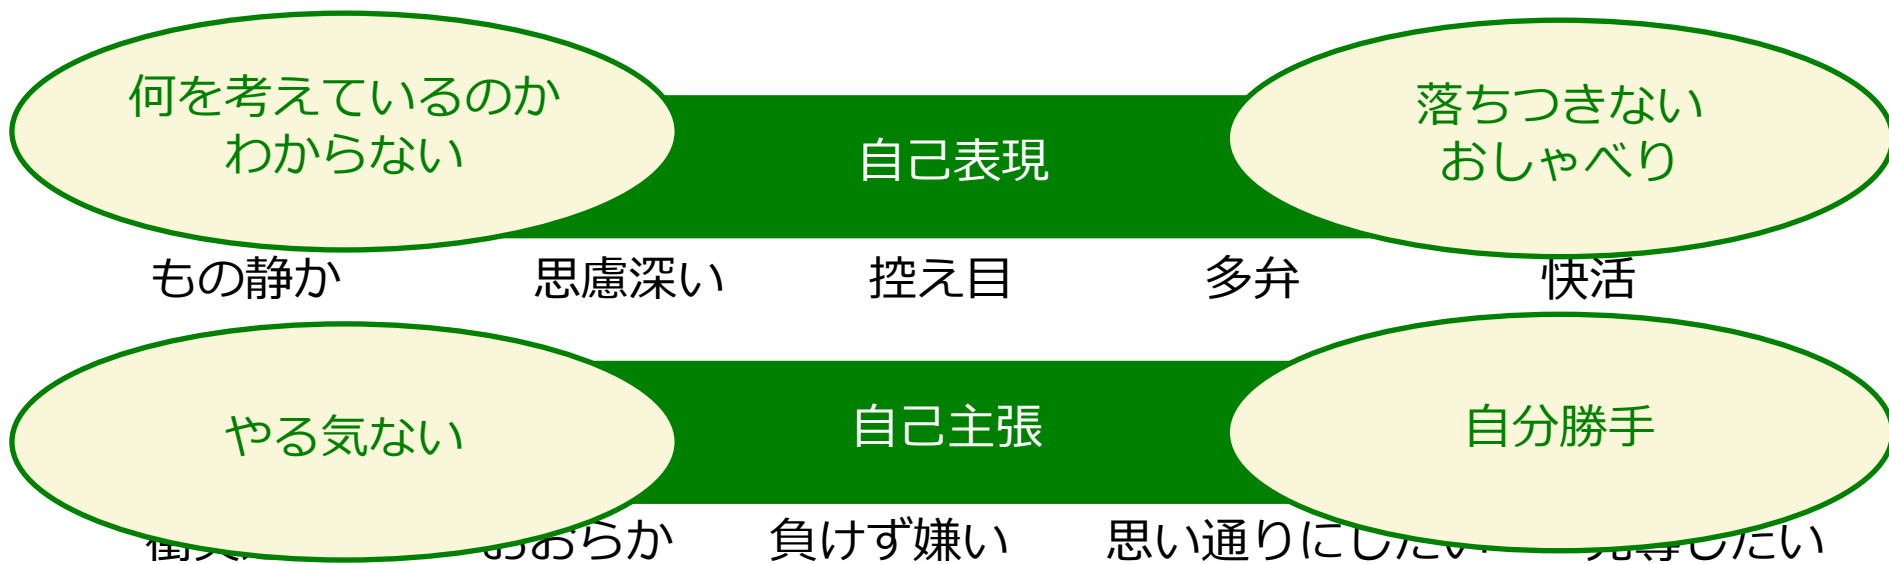 何を考えているのか
わからない
自己表現
落ちつきない
おしゃべり
もの静か 思慮深い 控え目 多弁 快活
やる気ない
自己主張
自分勝手
おおらか 負けず嫌い 思い通りにしたい